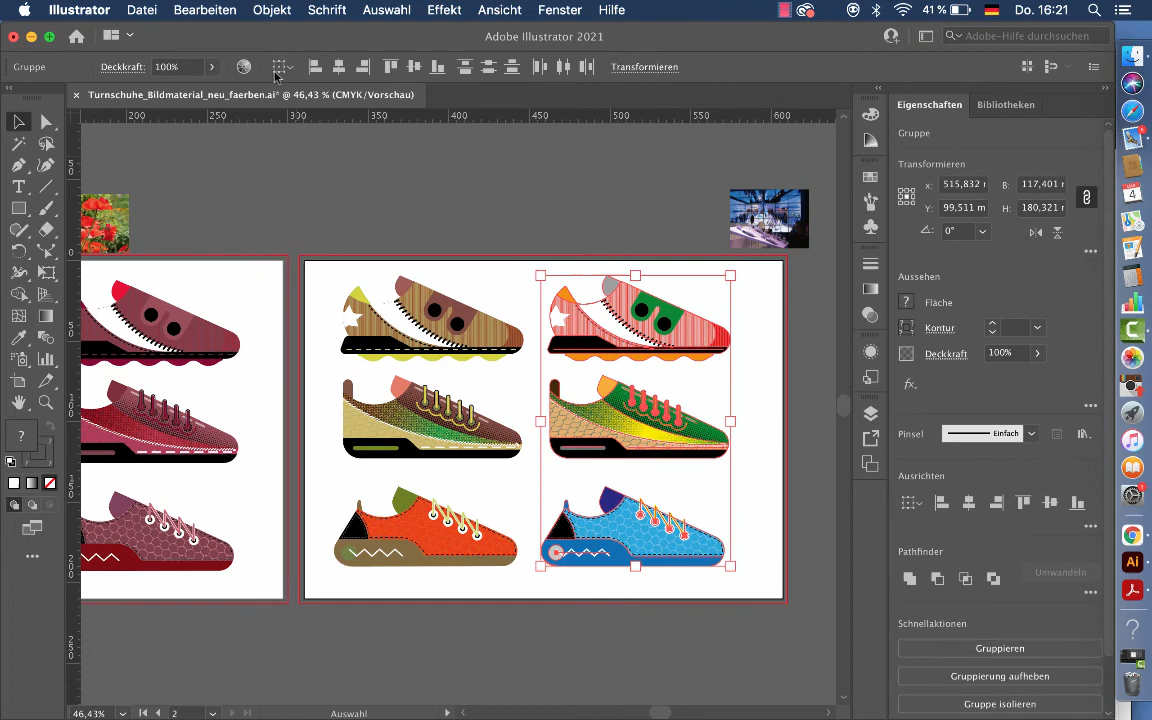 Illustrator Datei Bearbeiten Objekt Schrift Auswahl Effekt Ansicht Fenster Hilfe 41 % Do. 16:21
Adobe Illustrator 2021
Adobe-Hilfe durchsuchen
Gruppe Deckkraft: 100% Transformieren
× Turnschuhe_Bildmaterial_neu_faerben.ai* @ 46,43 % (CMYK/Vorschau)
Eigenschaften Bibliotheken
200 250 300 350 400 450 500 550 600
Gruppe
Transformieren
X: 515,832 B: 117,401
Y: 99,511 m H: 180,321
0°
Aussehen
Fläche
Kontur
Deckkraft 100%
fx
Pinsel Einfach
Ausrichten
Pathfinder
Umwandeln
Schnellaktionen
Gruppieren
Gruppierung aufheben
Gruppe isolieren
46,43% 2 Auswahl